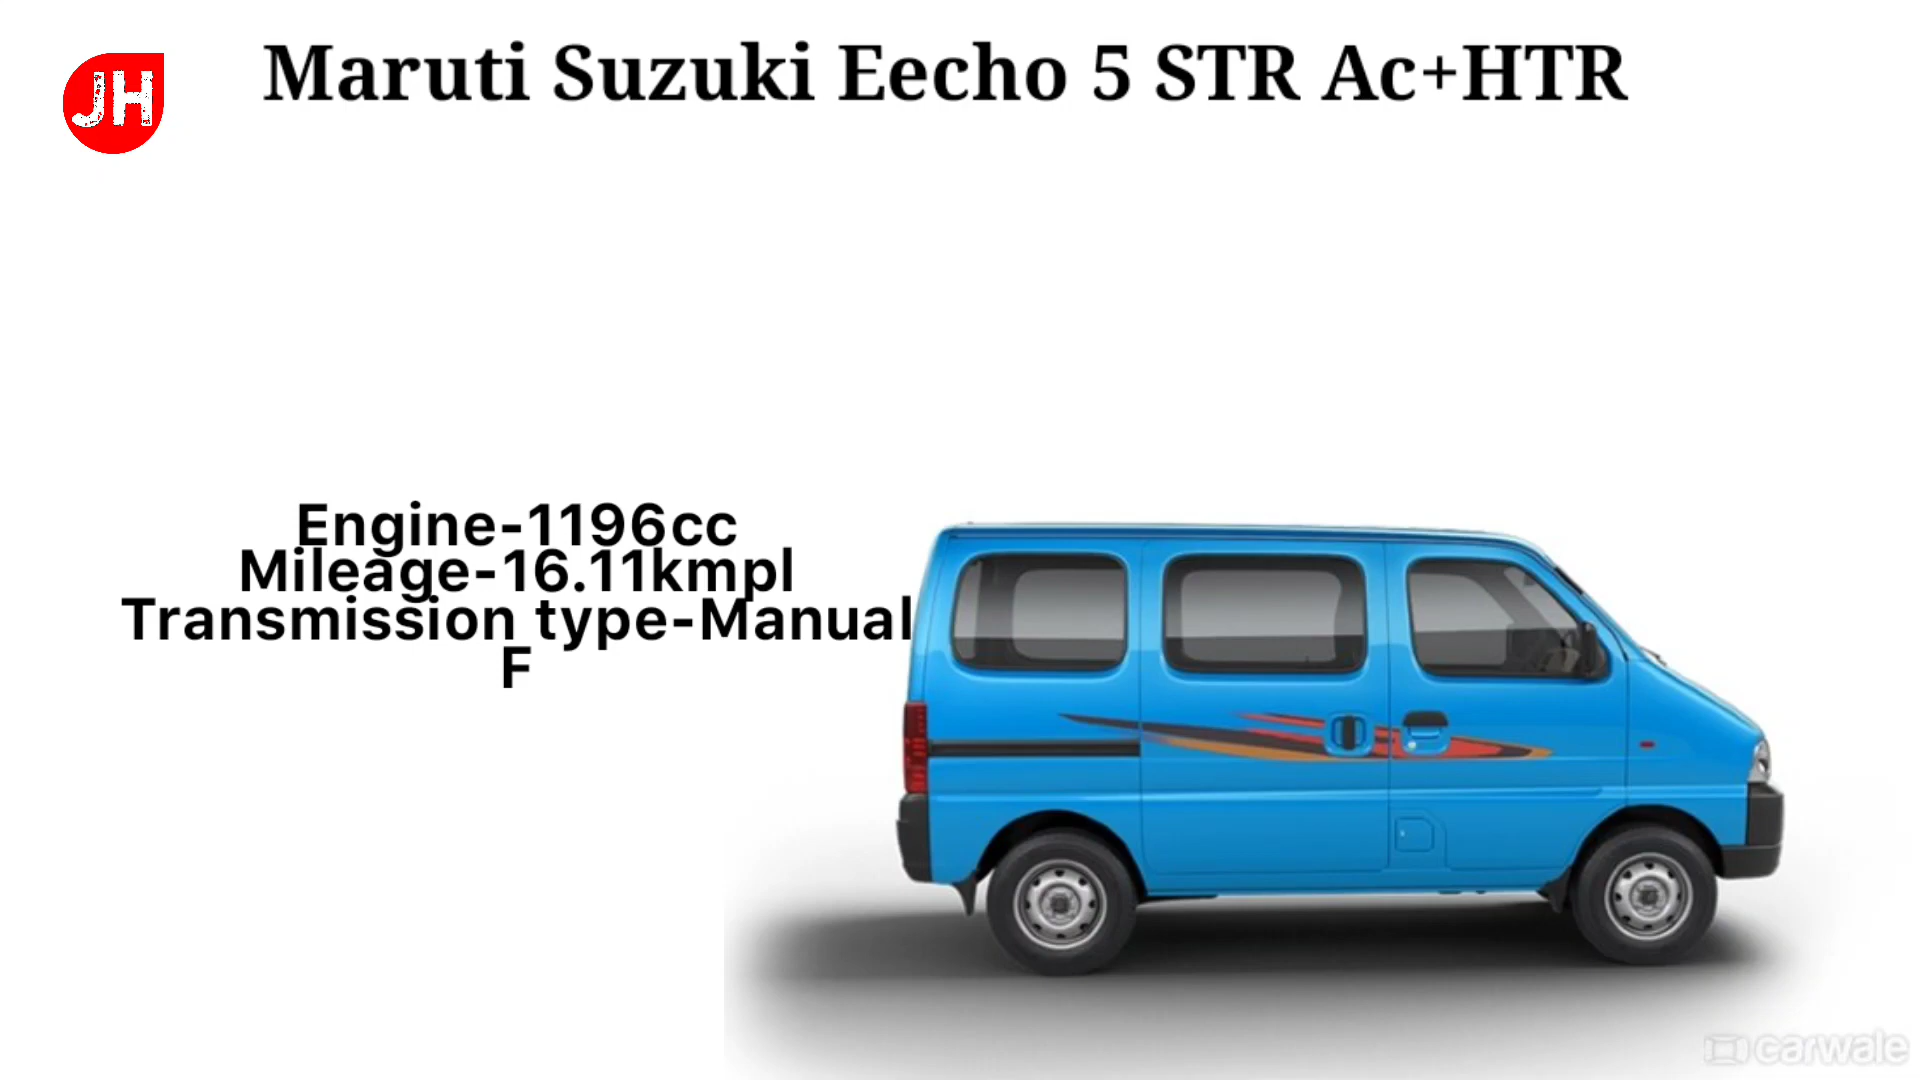 JH
Maruti Suzuki Eecho 5 STR Ac+HTR
Engine-1196cc
Mileage-16.11kmpl
Transmission type-Manual
F
carwale